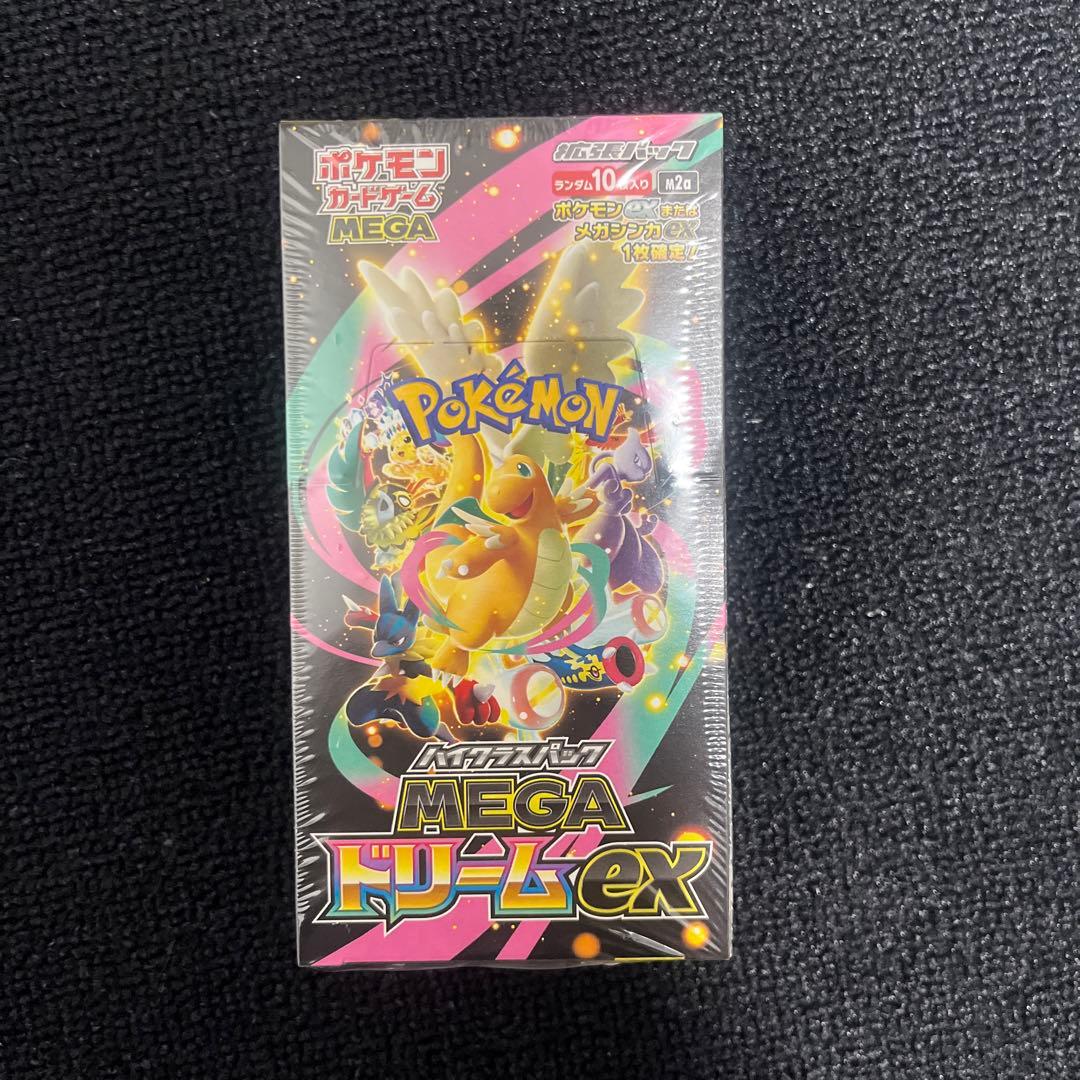 ポケモン
カードゲーム
MEGA
拡張パック
ランダム10枚入り M2a
ポケモンexまたは
メガシンカex
1枚確定!
POKéMON
ハイクラスパック
MEGA
ドリームex